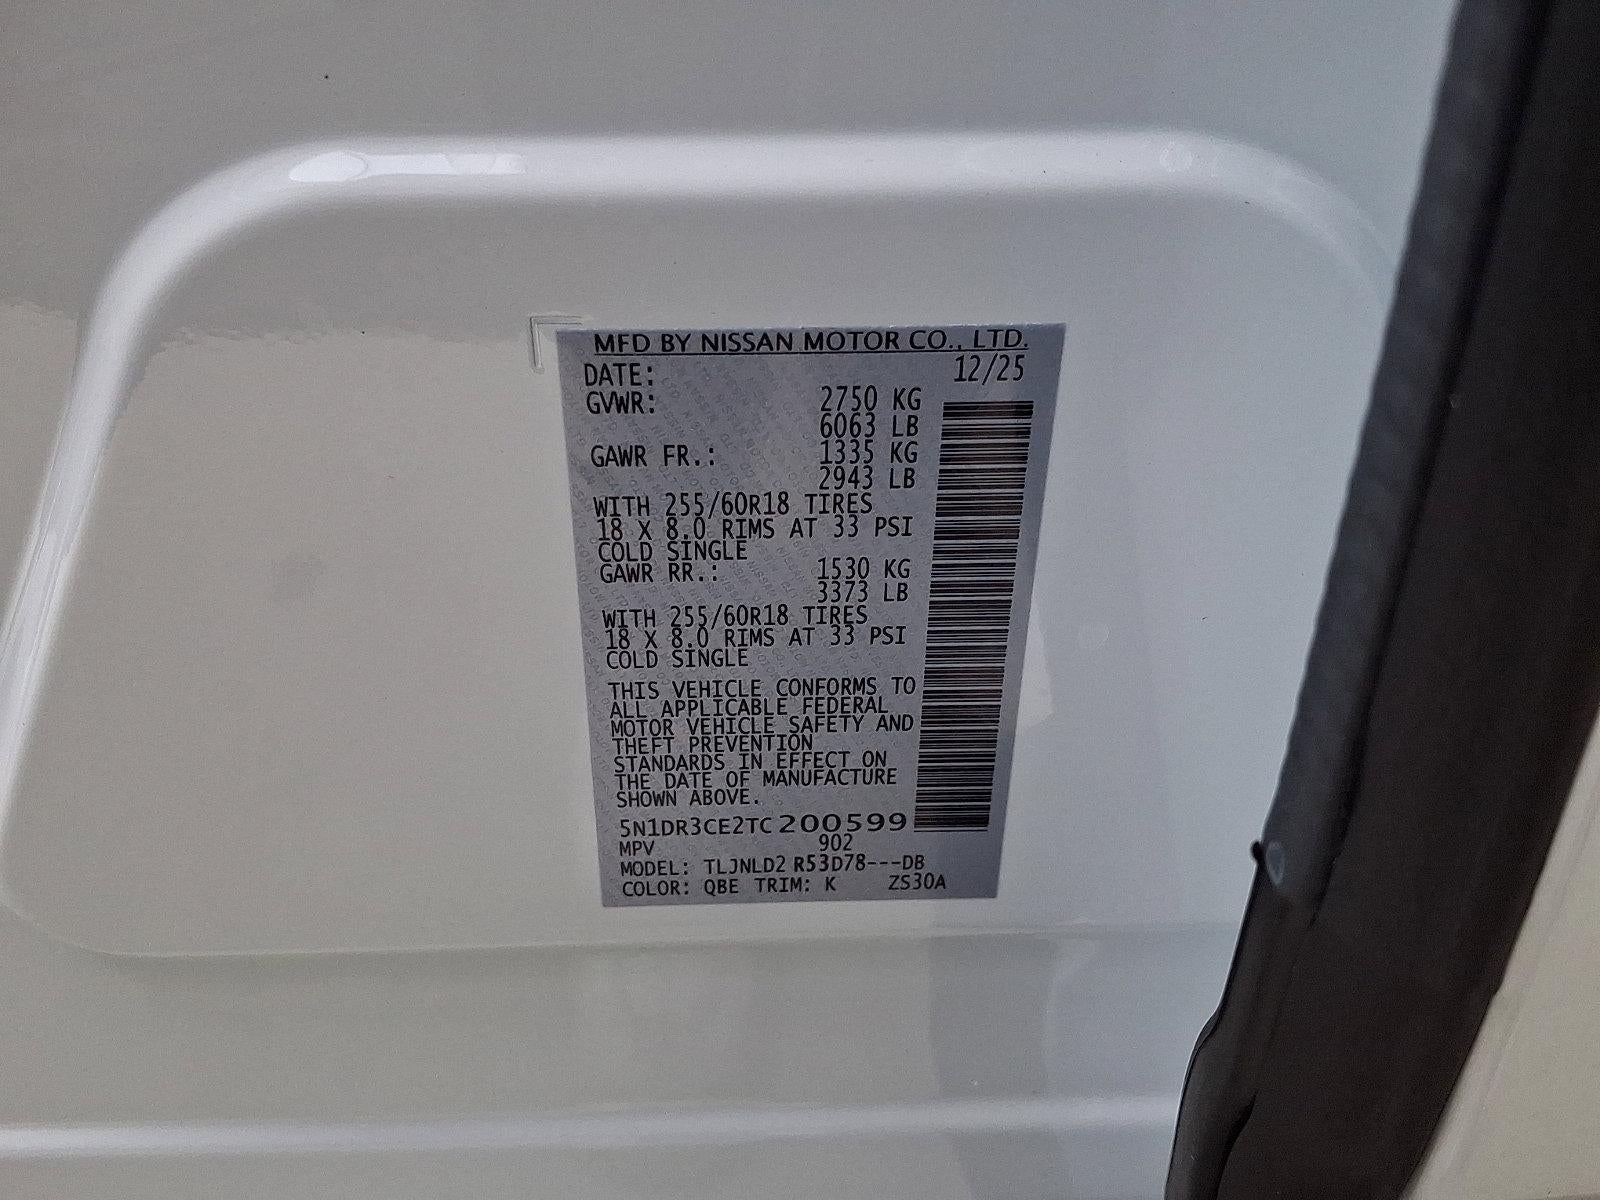 MFD BY NISSAN MOTOR CO., LTD.
DATE: 12/25
GVWR: 2750 KG
6063 LB
GAWR FR.: 1335 KG
2943 LB
WITH 255/60R18 TIRES
18 X 8.0 RIMS AT 33 PSI
COLD SINGLE
GAWR RR.: 1530 KG
3373 LB
WITH 255/60R18 TIRES
18 X 8.0 RIMS AT 33 PSI
COLD SINGLE
THIS VEHICLE CONFORMS TO
ALL APPLICABLE FEDERAL
MOTOR VEHICLE SAFETY AND
THEFT PREVENTION
STANDARDS IN EFFECT ON
THE DATE OF MANUFACTURE
SHOWN ABOVE.
5N1DR3CE2TC200599
MPV 902
MODEL: TLJNLD2 R53D78---DB
COLOR: QBE TRIM: K ZS30A